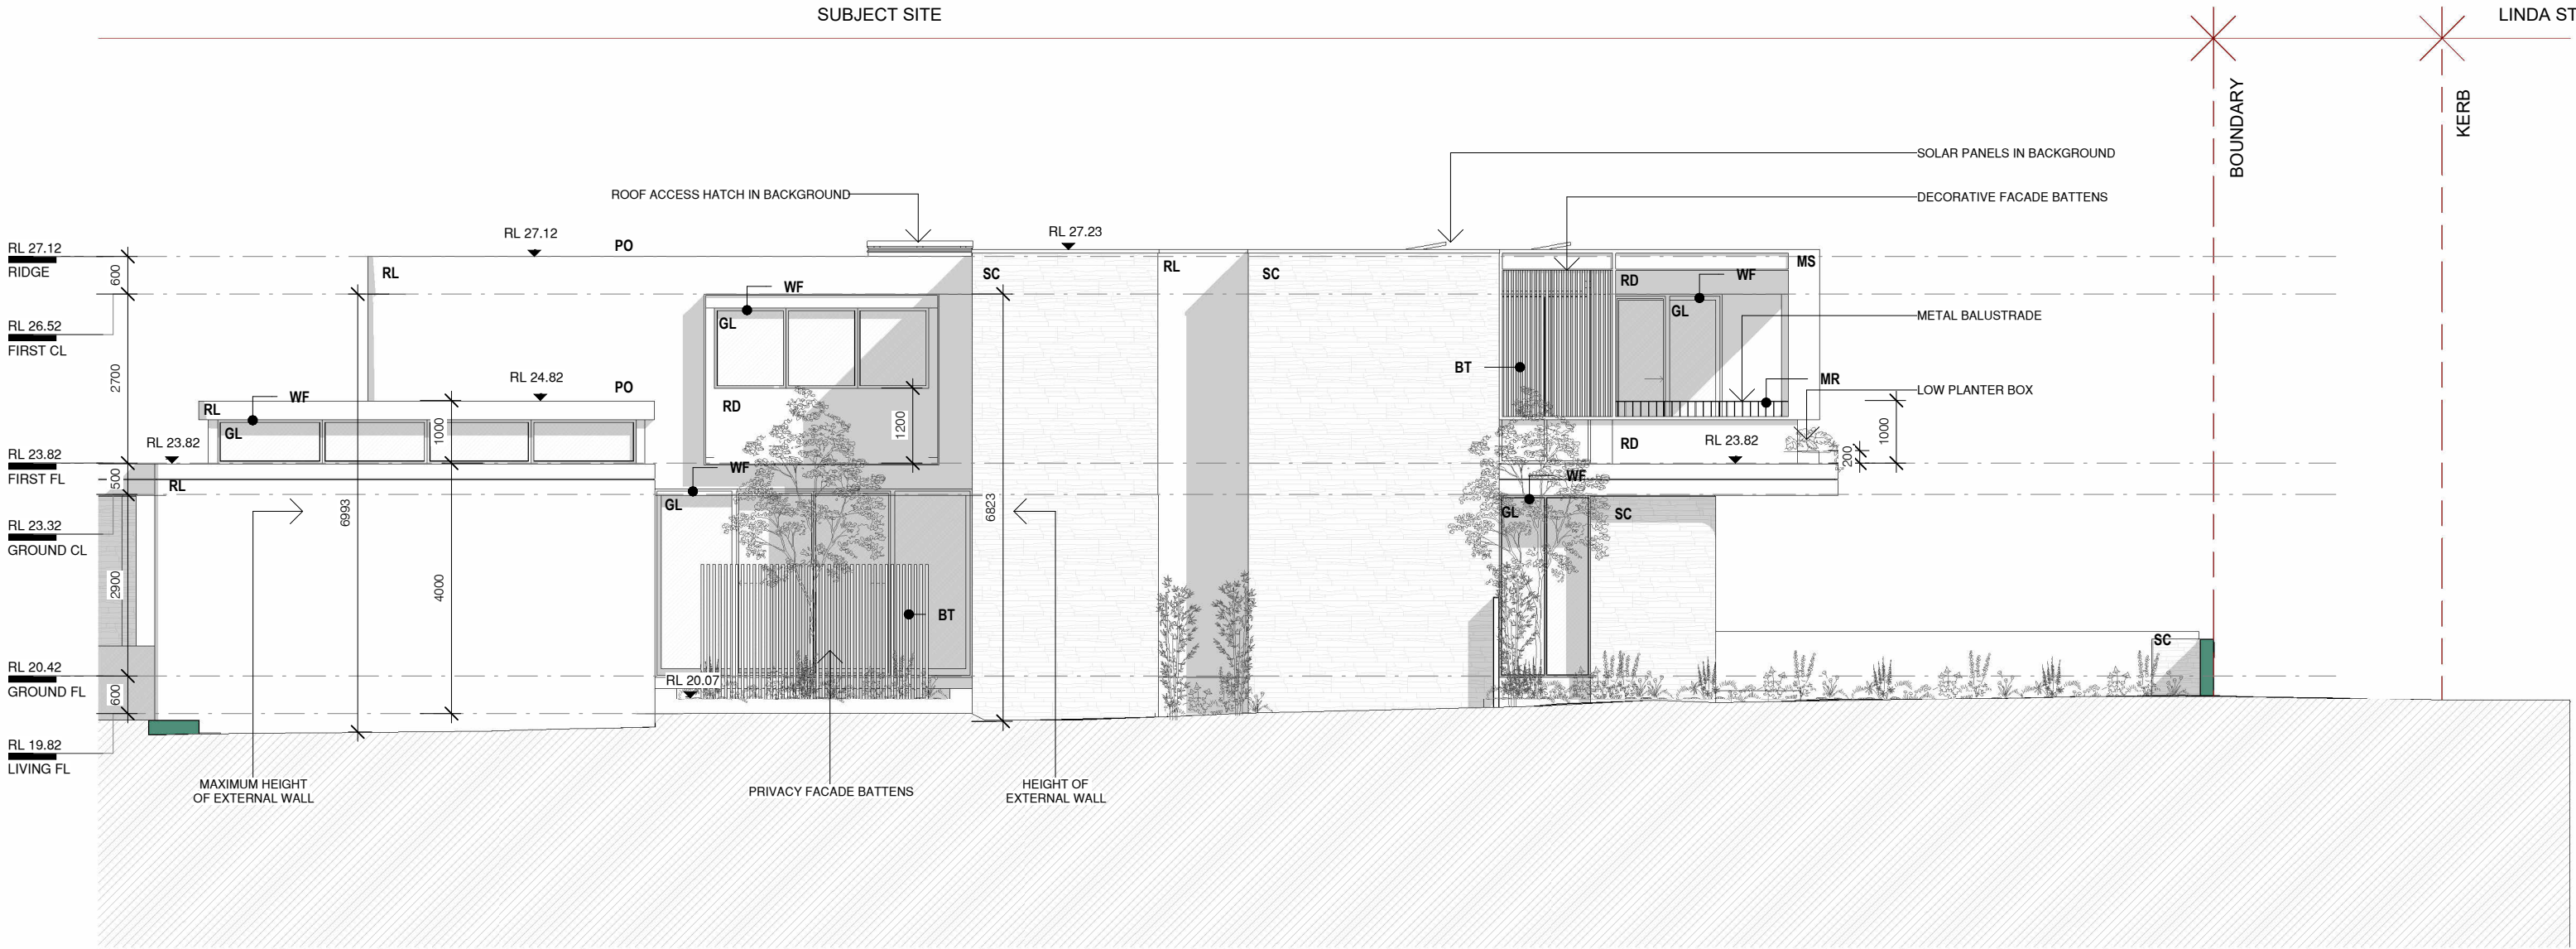 SUBJECT SITE
LINDA ST
BOUNDARY
KERB
SOLAR PANELS IN BACKGROUND
ROOF ACCESS HATCH IN BACKGROUND
DECORATIVE FACADE BATTENS
RL 27.12
RIDGE
RL 27.12
PO
RL 27.23
RL
SC
RL
SC
MS
RD
WF
600
WF
GL
GL
METAL BALUSTRADE
RL 26.52
FIRST CL
2700
BT
MR
LOW PLANTER BOX
RL 24.82
PO
RL
WF
GL
RD
1200
1000
1000
RL 23.82
RL 23.82
FIRST FL
RD
RL 23.82
200
500
RL
WF
WF
GL
GL
SC
6993
6823
RL 23.32
GROUND CL
2900
4000
BT
SC
RL 20.42
GROUND FL
RL 20.07
600
RL 19.82
LIVING FL
MAXIMUM HEIGHT
OF EXTERNAL WALL
PRIVACY FACADE BATTENS
HEIGHT OF
EXTERNAL WALL